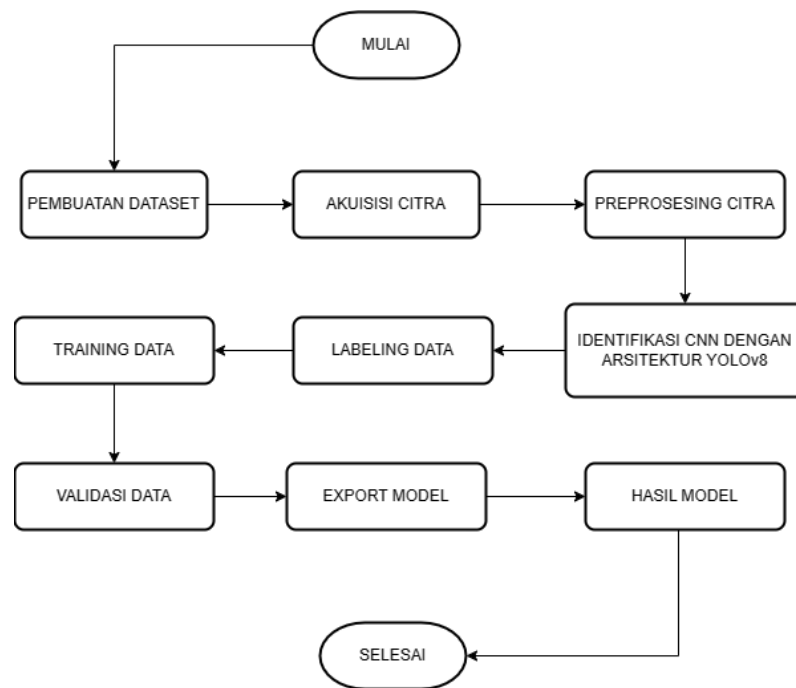 MULAI
PEMBUATAN DATASET
AKUISISI CITRA
PREPROSESING CITRA
IDENTIFIKASI CNN DENGAN
ARSITEKTUR YOLOv8
LABELING DATA
TRAINING DATA
VALIDASI DATA
EXPORT MODEL
HASIL MODEL
SELESAI